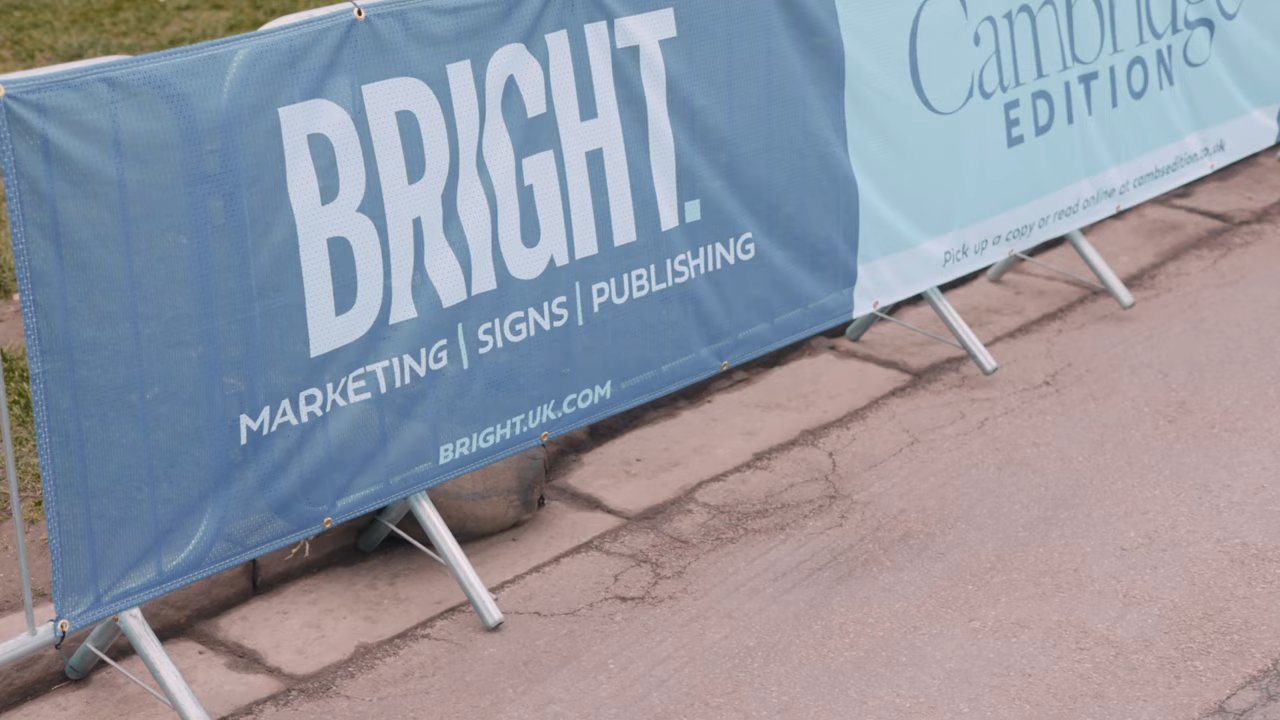 BRIGHT.
MARKETING | SIGNS | PUBLISHING
BRIGHT.UK.COM
Cambridge
EDITION
Pick up a copy or read online at cambsedition.co.uk